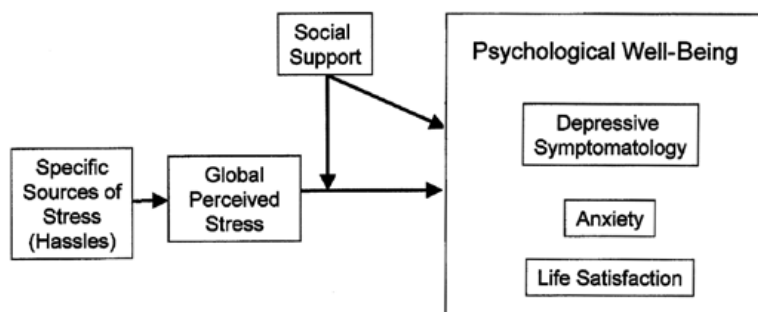 Social
Support
Psychological Well-Being
Depressive
Symptomatology
Specific
Sources of
Stress
(Hassles)
Global
Perceived
Stress
Anxiety
Life Satisfaction